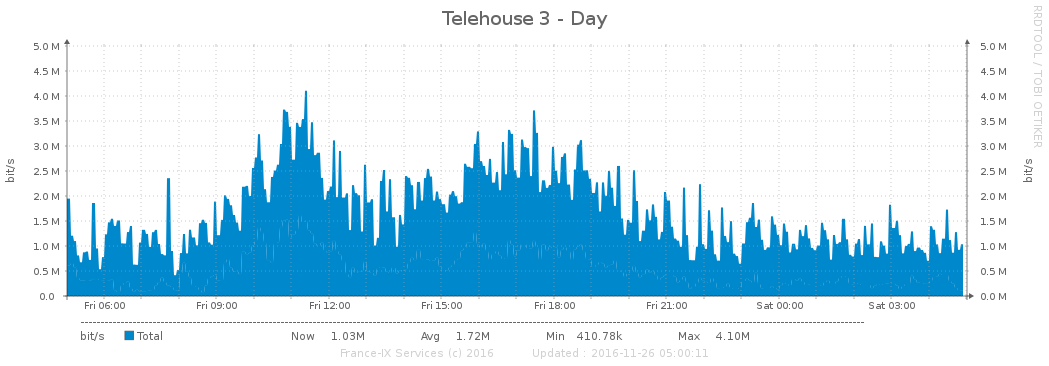 Telehouse 3 - Day
RRDTOOL / TOBI OETIKER
bit/s
5.0 M 5.0 M
4.5 M 4.5 M
4.0 M 4.0 M
3.5 M 3.5 M
3.0 M 3.0 M
2.5 M 2.5 M
2.0 M 2.0 M
1.5 M 1.5 M
1.0 M 1.0 M
0.5 M 0.5 M
0.0 0.0 M
bit/s
Fri 06:00 Fri 09:00 Fri 12:00 Fri 15:00 Fri 18:00 Fri 21:00 Sat 00:00 Sat 03:00
bit/s Total Now 1.03M Avg 1.72M Min 410.78k Max 4.10M
France-IX Services (c) 2016 Updated : 2016-11-26 05:00:11